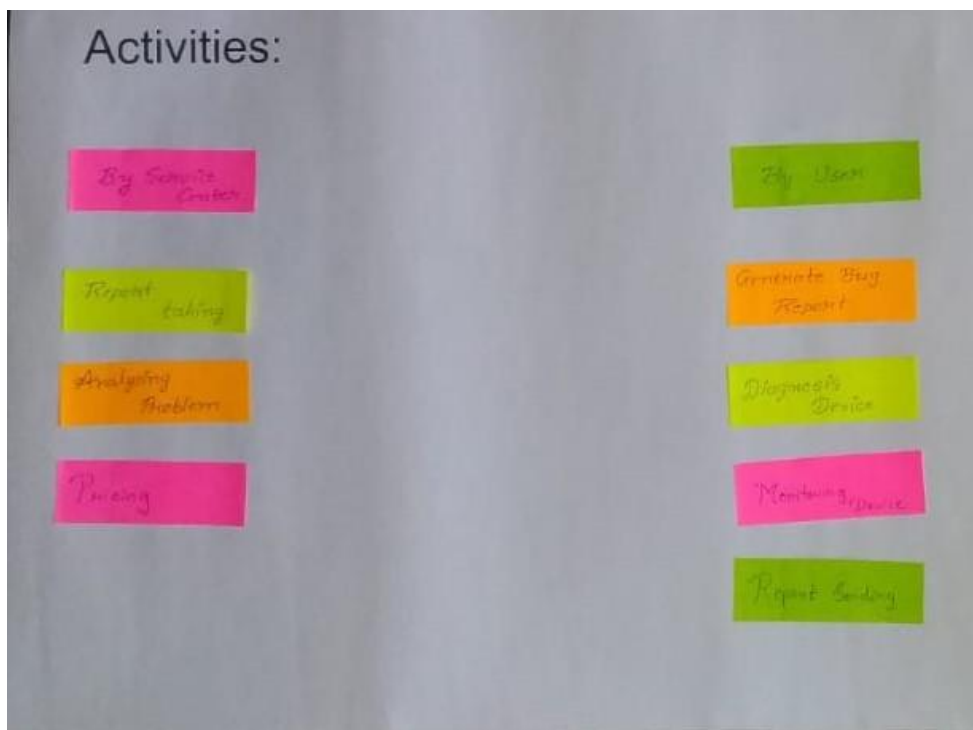 Activities:
By Service
Center
Report
taking
Analysing
Problem
Pricing
By User
Generate Bug
Report
Diagnosis
Device
Monitoring
Device
Report Sending